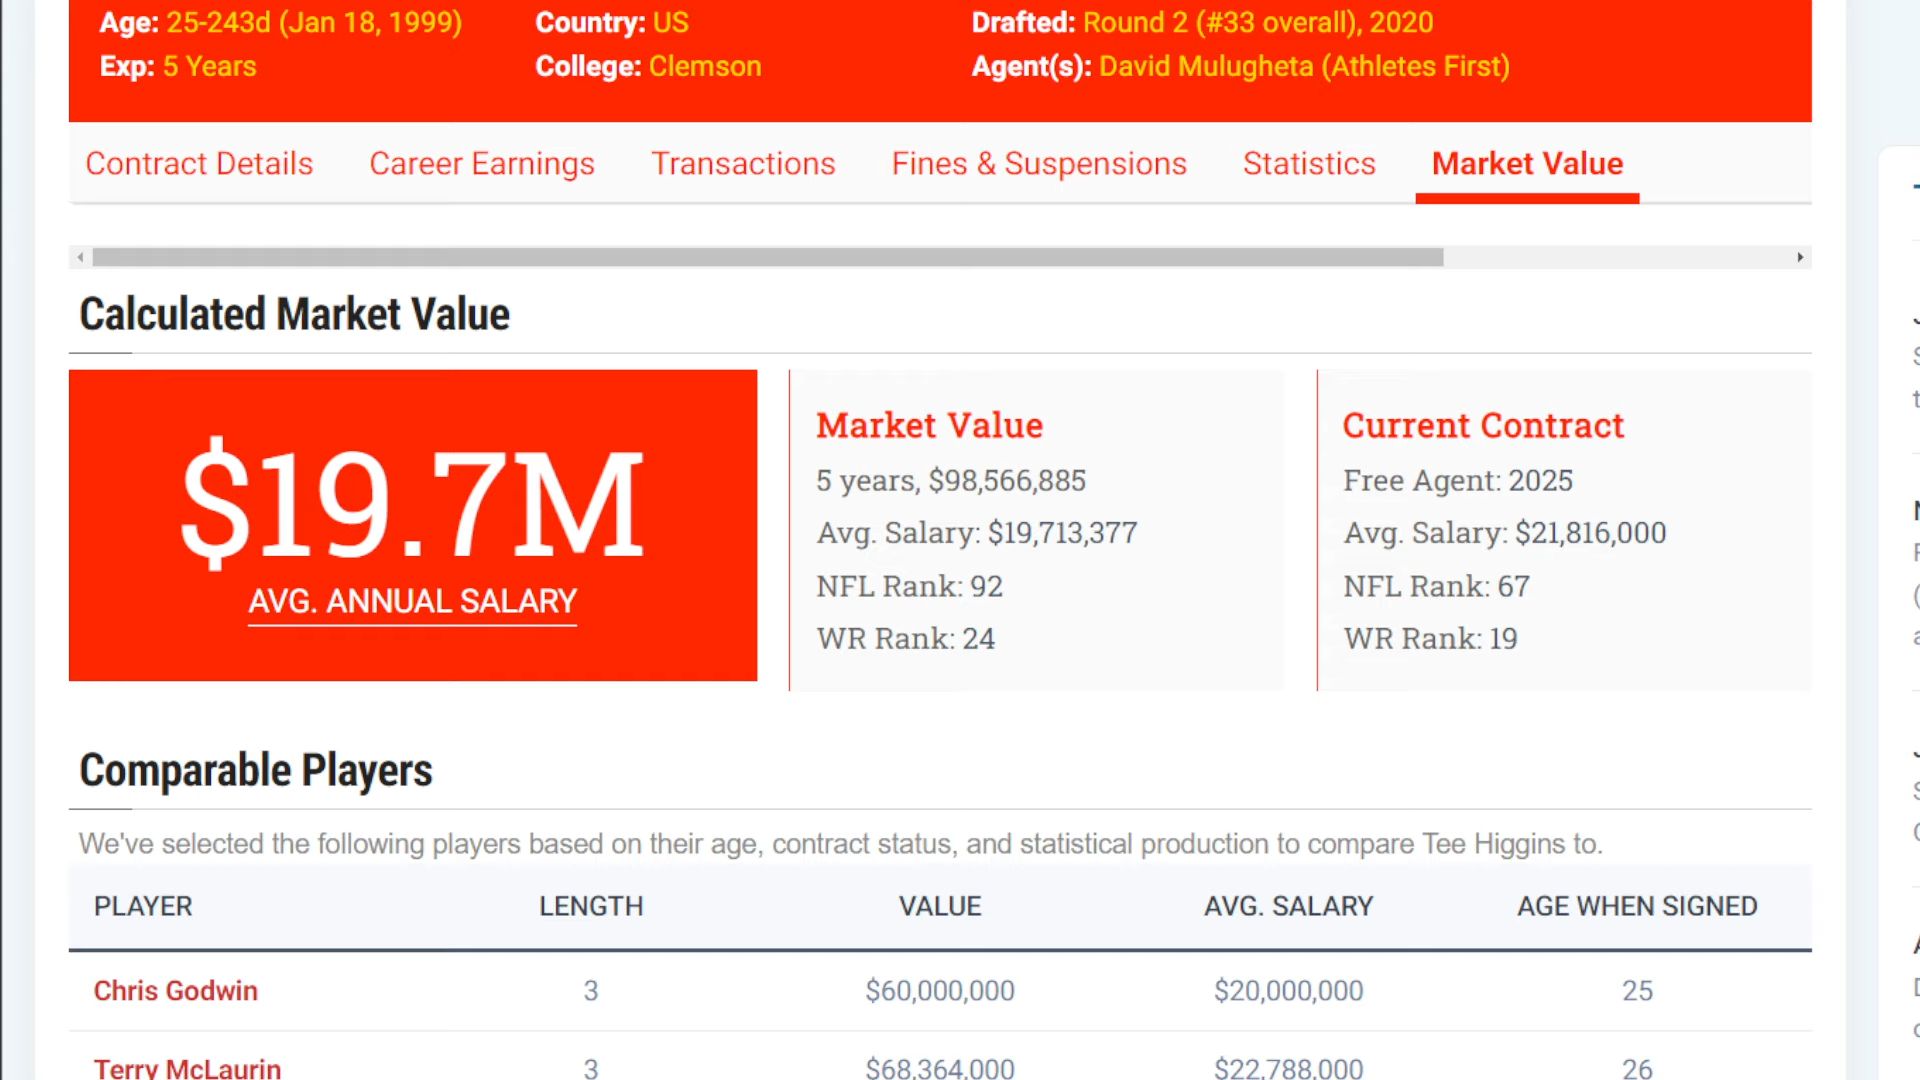 Age: 25-243d (Jan 18, 1999) Country: US Drafted: Round 2 (#33 overall), 2020
Exp: 5 Years College: Clemson Agent(s): David Mulugheta (Athletes First)
Contract Details Career Earnings Transactions Fines & Suspensions Statistics Market Value
Calculated Market Value
$19.7M
AVG. ANNUAL SALARY
Market Value
5 years, $98,566,885
Avg. Salary: $19,713,377
NFL Rank: 92
WR Rank: 24
Current Contract
Free Agent: 2025
Avg. Salary: $21,816,000
NFL Rank: 67
WR Rank: 19
Comparable Players
We've selected the following players based on their age, contract status, and statistical production to compare Tee Higgins to.
PLAYER LENGTH VALUE AVG. SALARY AGE WHEN SIGNED
Chris Godwin 3 $60,000,000 $20,000,000 25
Terry McLaurin 3 $68,364,000 $22,788,000 26